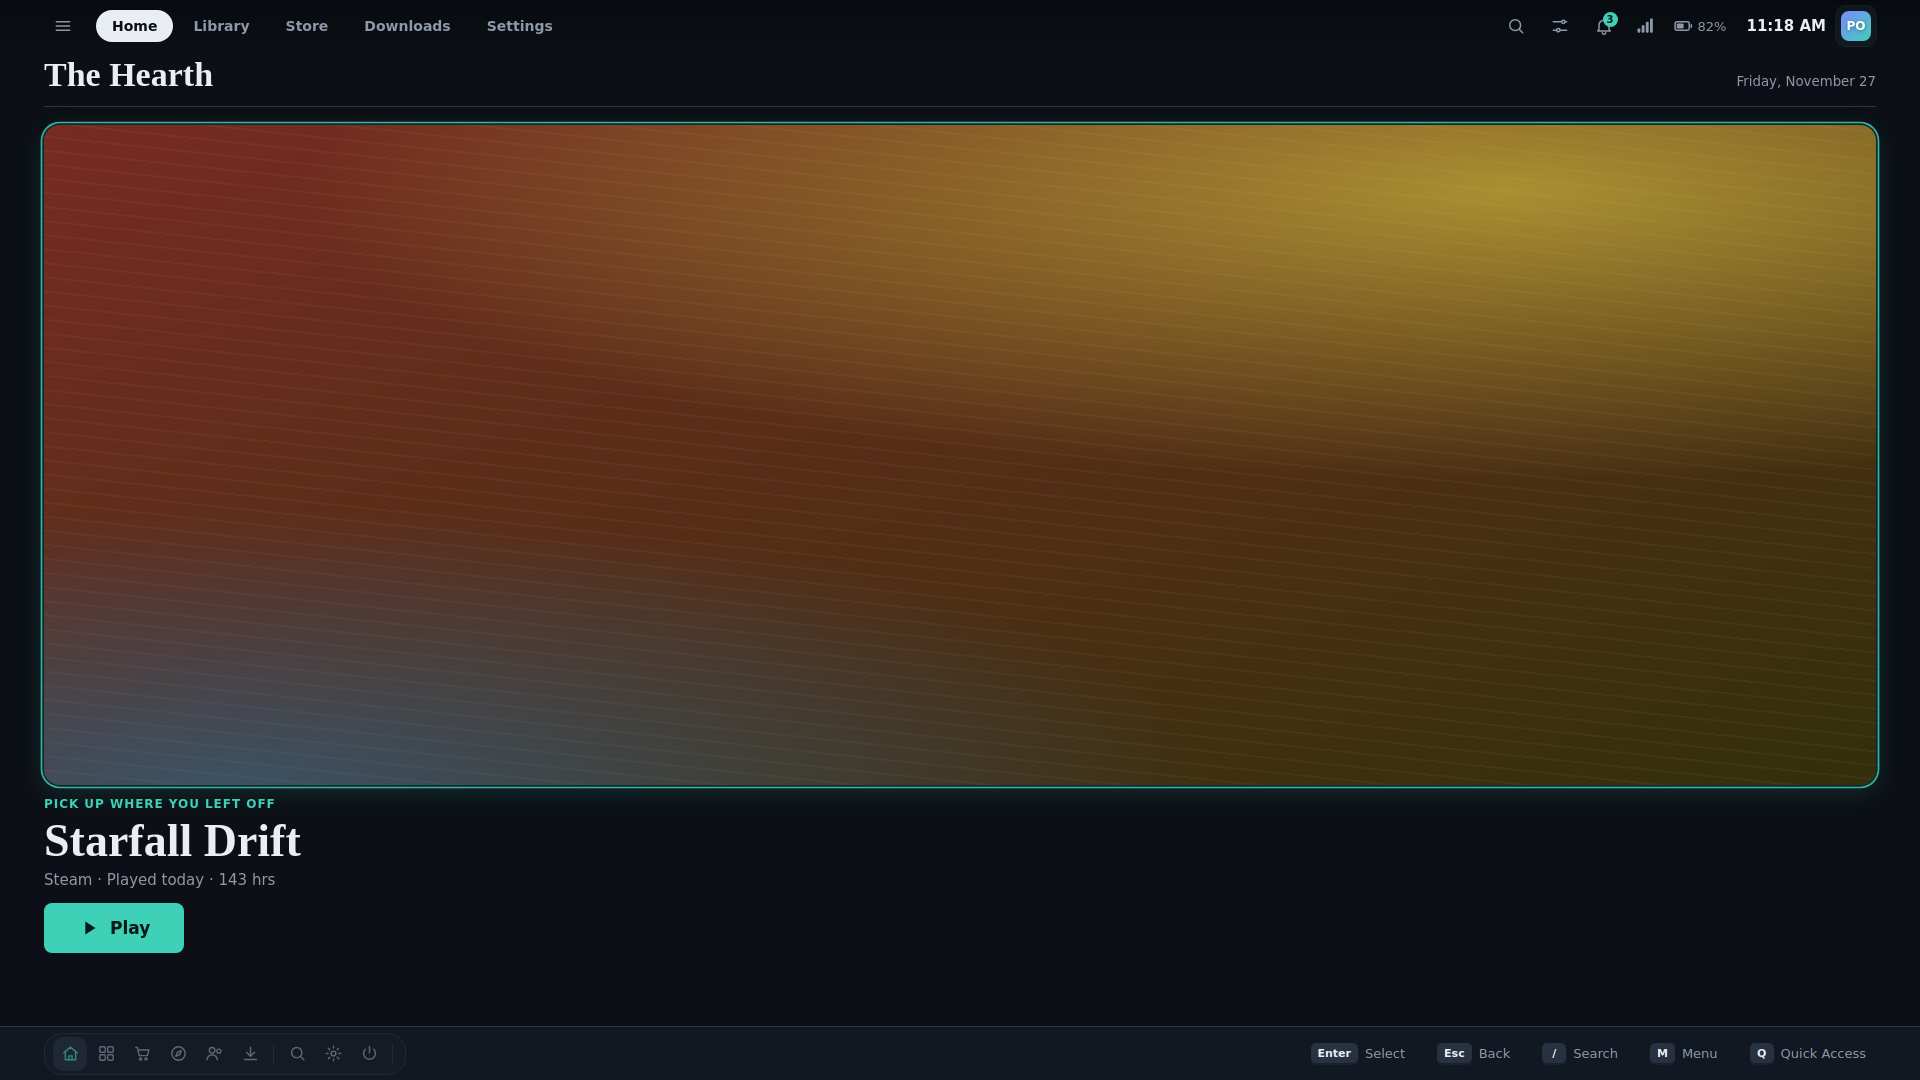 Home Library Store Downloads Settings 3 82% 11:18 AM PO
The Hearth
Friday, November 27
PICK UP WHERE YOU LEFT OFF
Starfall Drift
Steam · Played today · 143 hrs
Play
Enter Select Esc Back / Search M Menu Q Quick Access